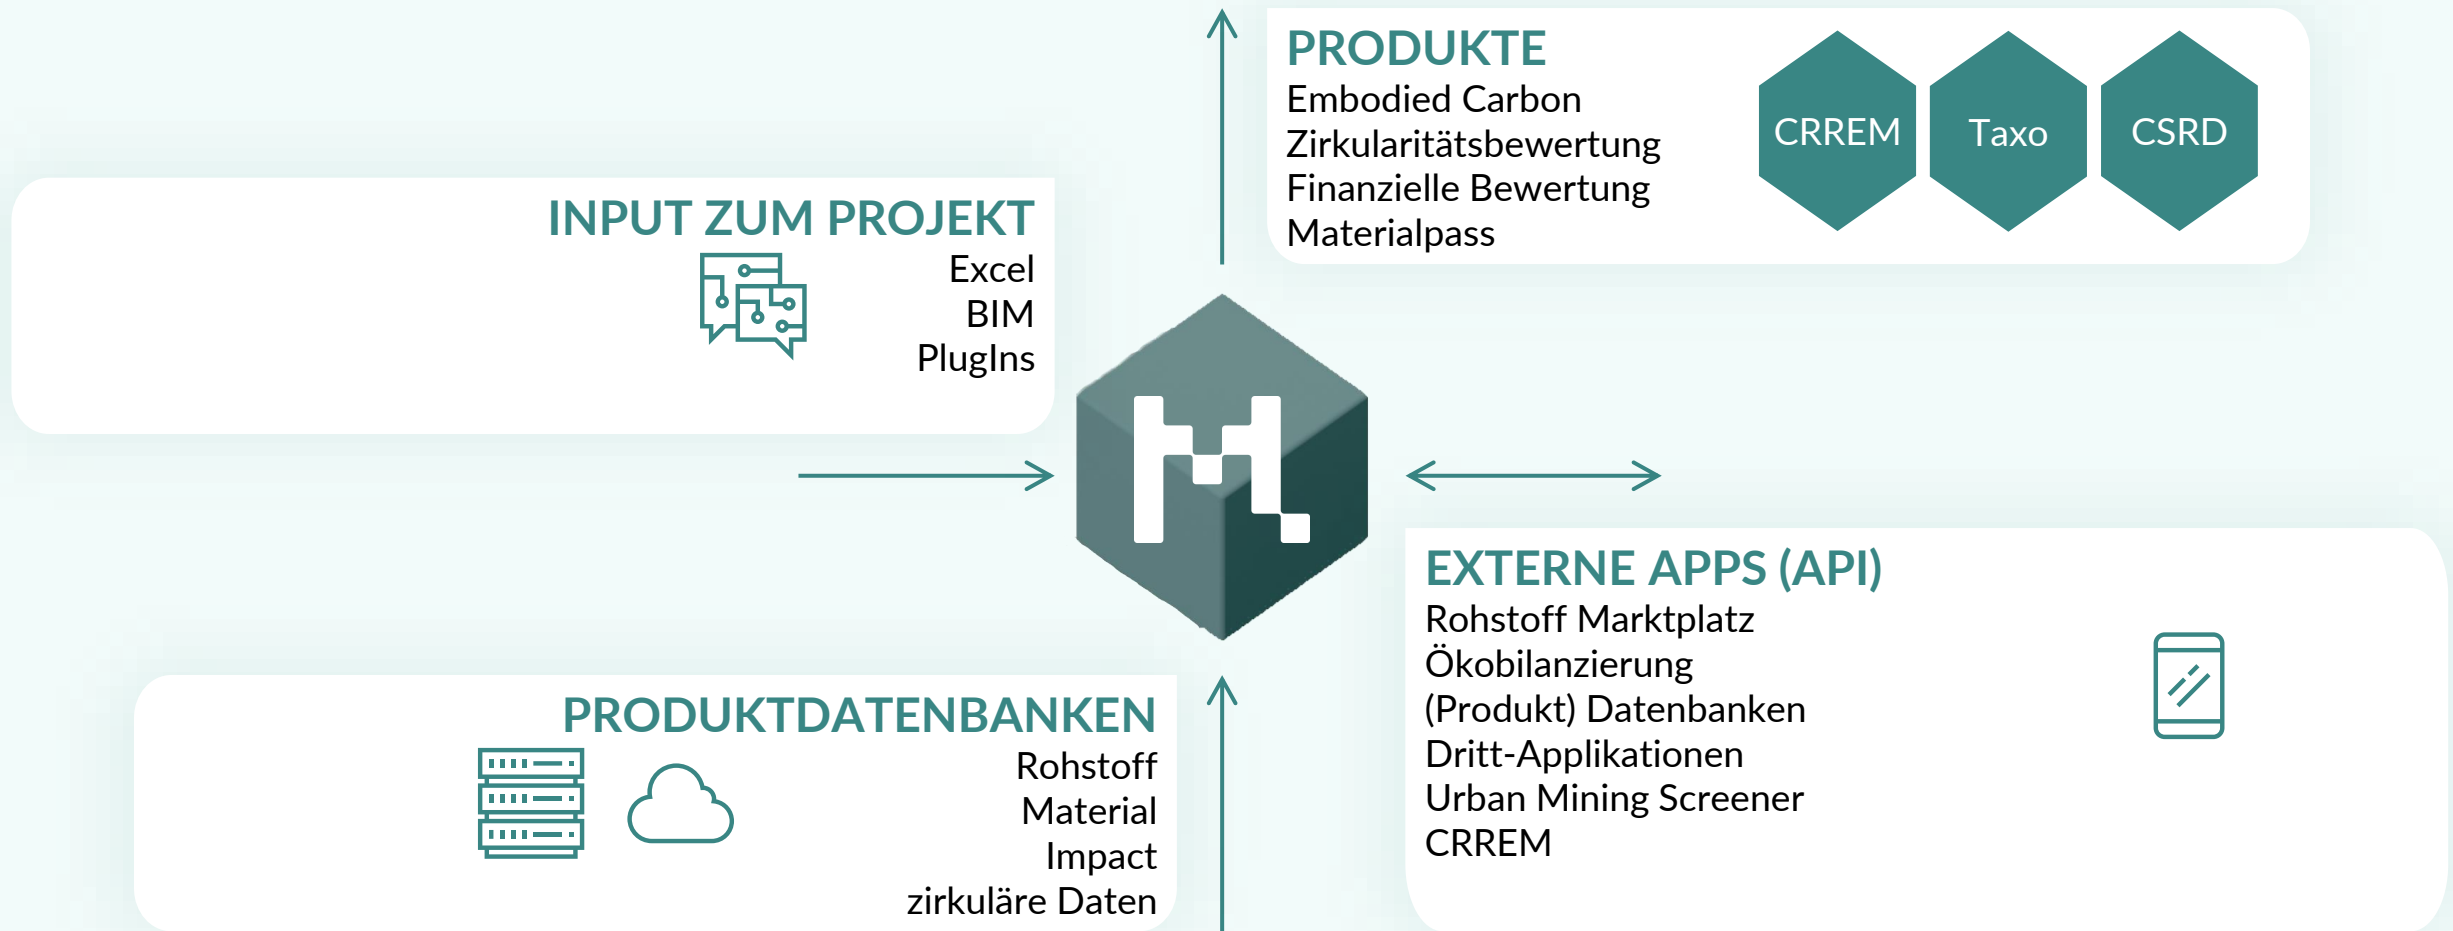 PRODUKTE
Embodied Carbon
Zirkularitätsbewertung
Finanzielle Bewertung
Materialpass
CRREM
Taxo
CSRD
INPUT ZUM PROJEKT
Excel
BIM
PlugIns
M
EXTERNE APPS (API)
Rohstoff Marktplatz
Ökobilanzierung
(Produkt) Datenbanken
Dritt-Applikationen
Urban Mining Screener
CRREM
PRODUKTDATENBANKEN
Rohstoff
Material
Impact
zirkuläre Daten